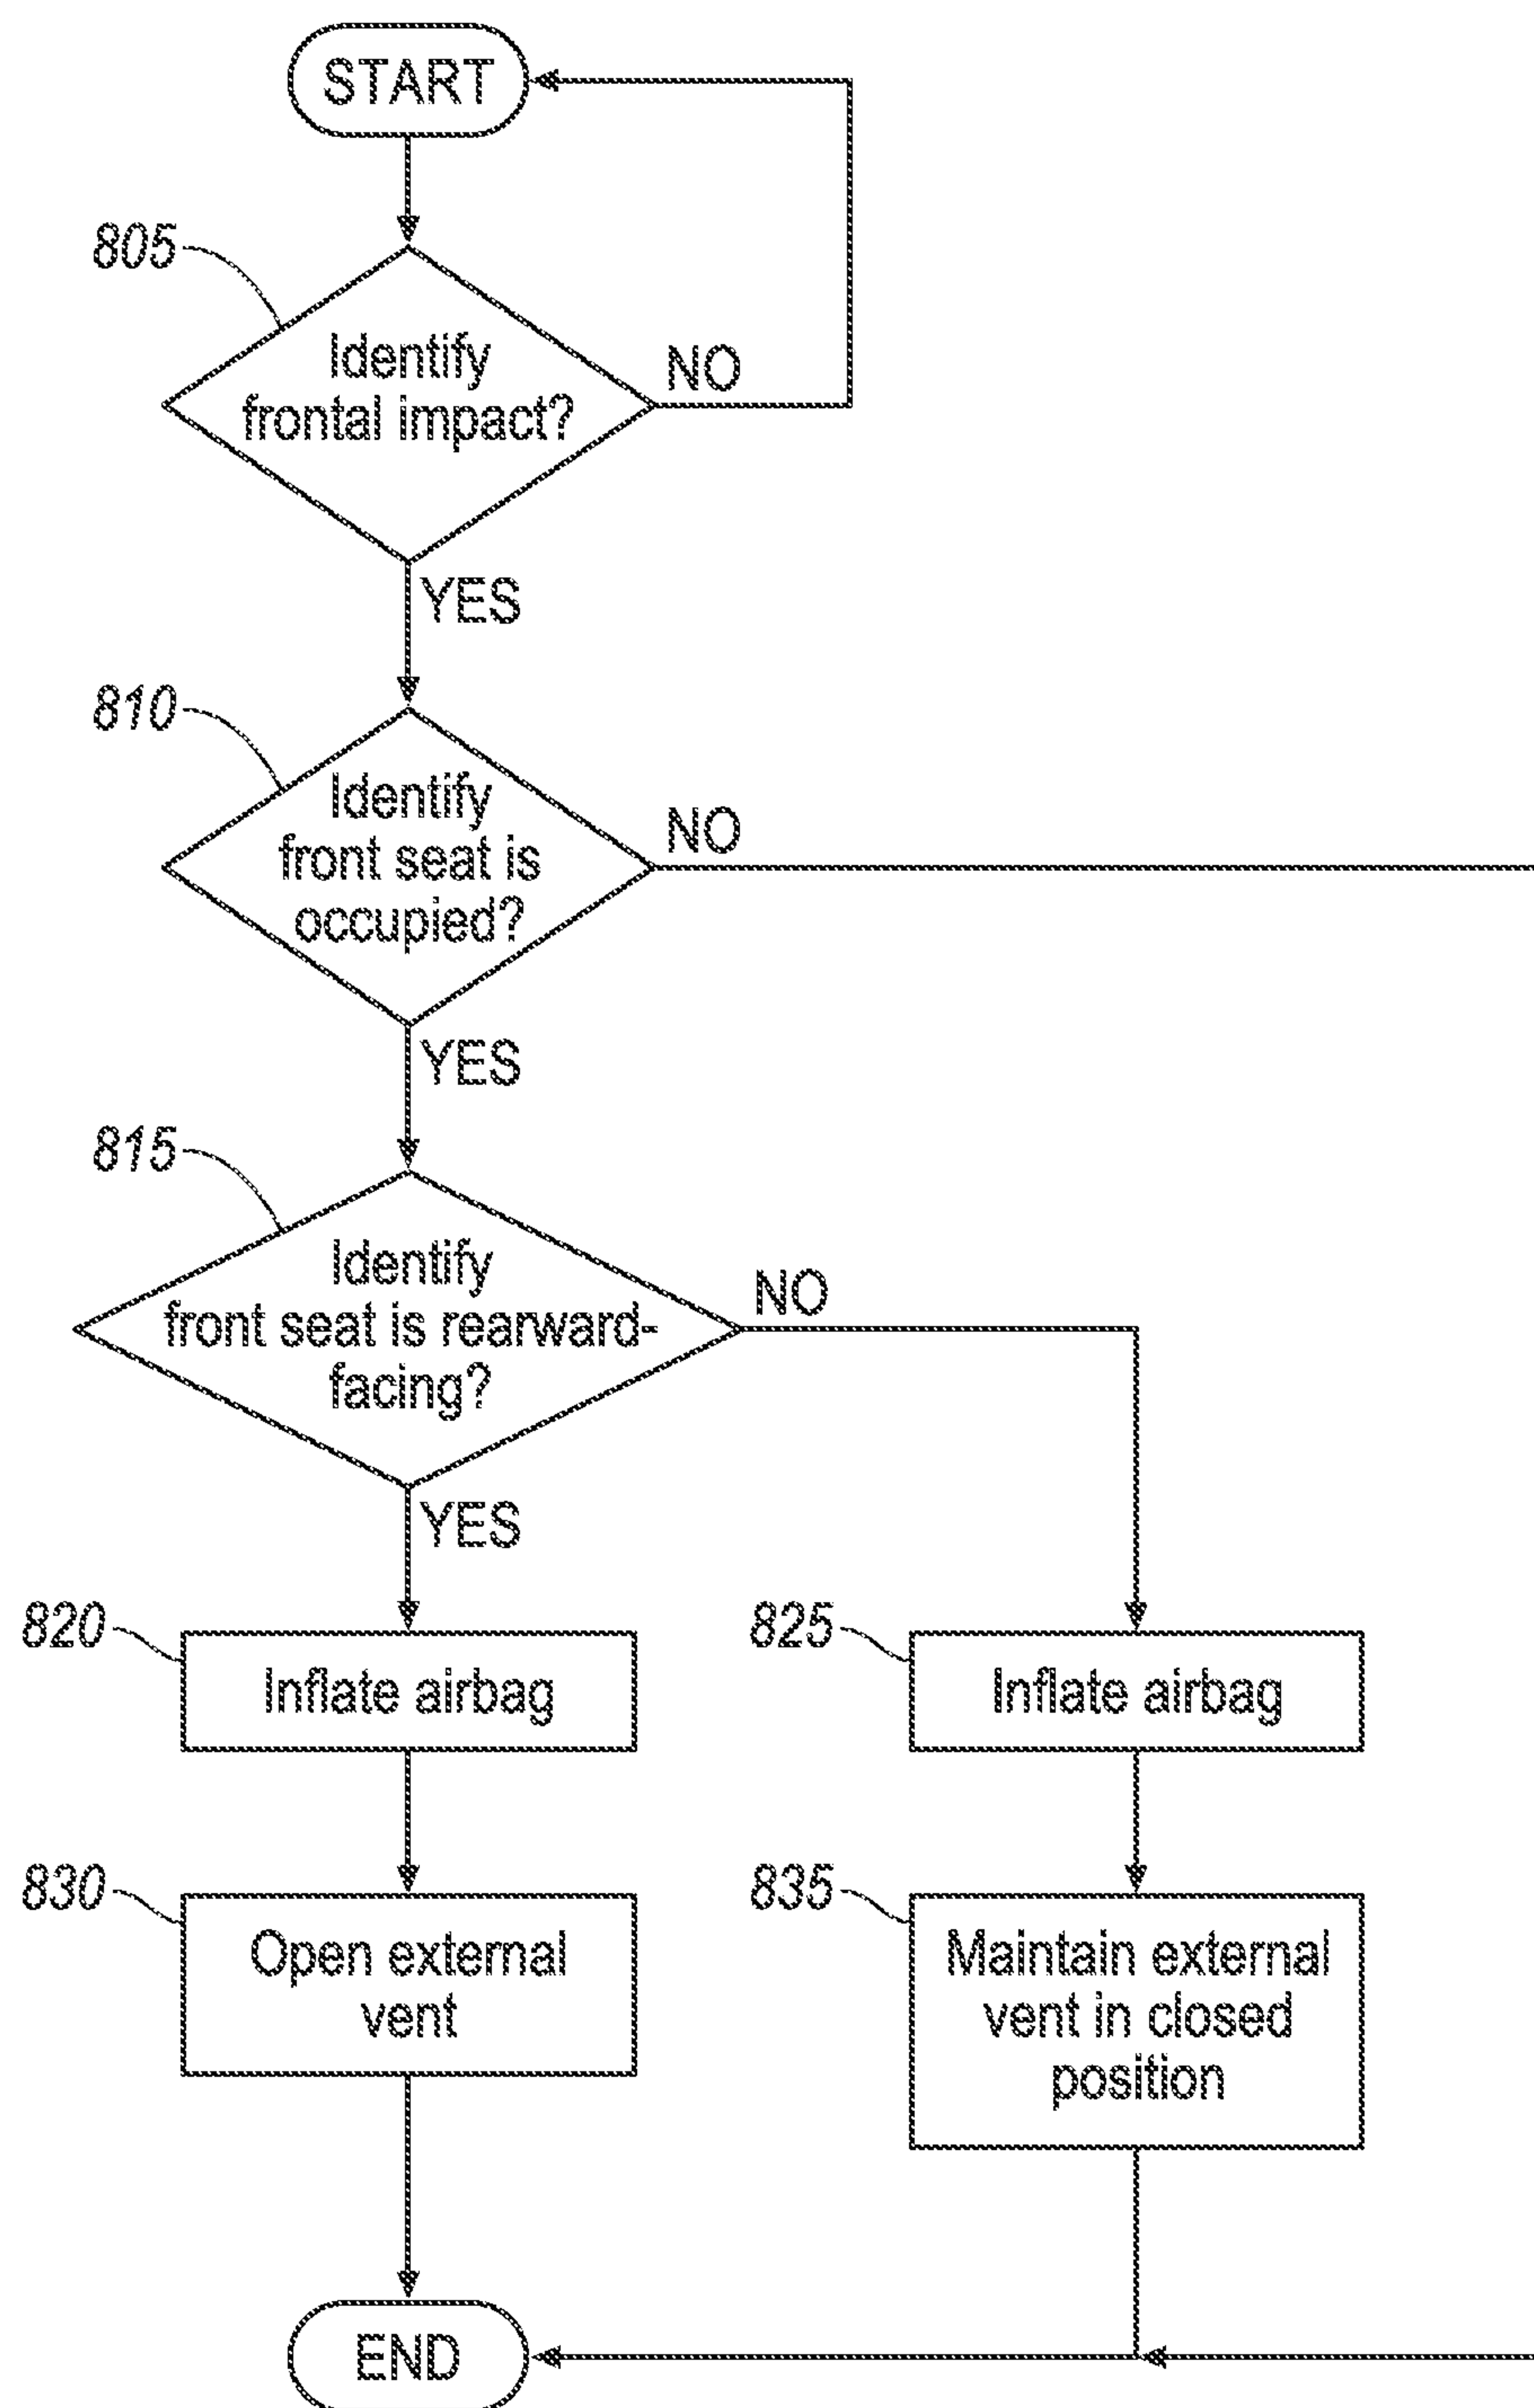 START
805
Identify
frontal impact?
NO
YES
810
Identify
front seat is
occupied?
NO
YES
815
Identify
front seat is rearward-
facing?
NO
YES
820
Inflate airbag
825
Inflate airbag
830
Open external
vent
835
Maintain external
vent in closed
position
END